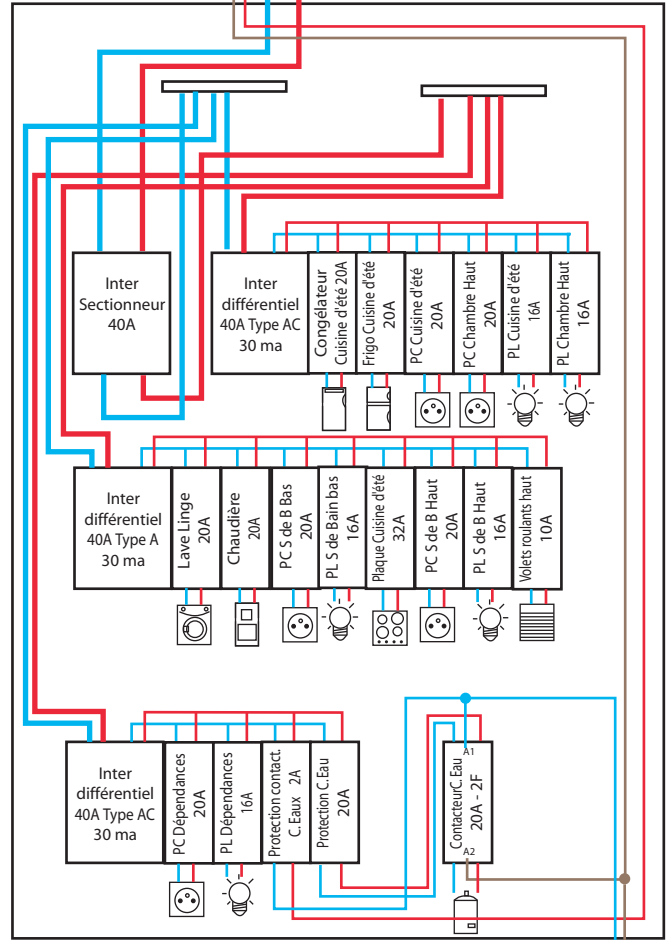 Inter
Sectionneur
40A
Inter
différentiel
40A Type AC
30 ma
Congélateur
Cuisine d'été 20A
Frigo Cuisine d'été
20A
PC Cuisine d'été
20A
PC Chambre Haut
20A
PL Cuisine d'été
16A
PL Chambre Haut
16A
Inter
différentiel
40A Type A
30 ma
Lave Linge
20A
Chaudière
20A
PC S de B Bas
20A
PL S de Bain bas
16A
Plaque Cuisine d'été
32A
PC S de B Haut
20A
PL S de B Haut
16A
Volets roulants haut
10A
Inter
différentiel
40A Type AC
30 ma
PC Dépendances
20A
PL Dépendances
16A
Protection contact.
C. Eaux 2A
Protection C. Eau
20A
A1
ContacteurC. Eau
20A - 2F
A2